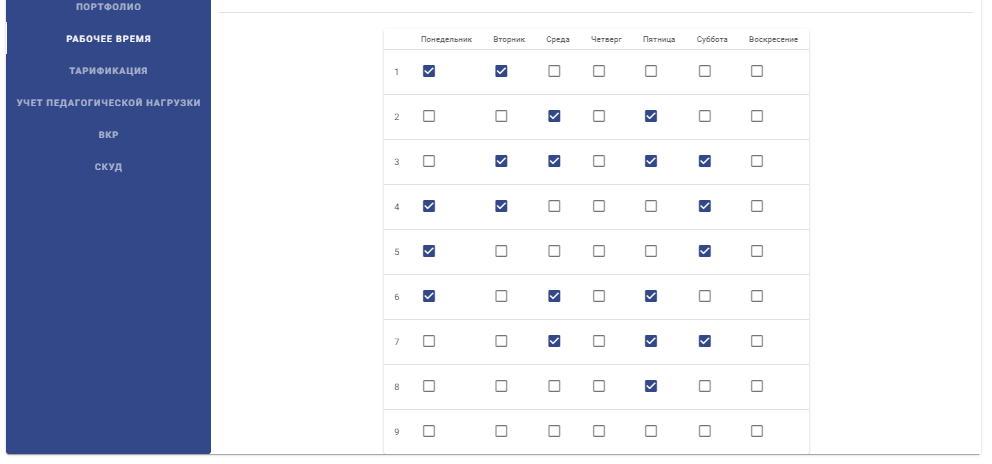 ПОРТФОЛИО
РАБОЧЕЕ ВРЕМЯ
ТАРИФИКАЦИЯ
УЧЕТ ПЕДАГОГИЧЕСКОЙ НАГРУЗКИ
ВКР
СКУД
Понедельник Вторник Среда Четверг Пятница Суббота Воскресение
1
2
3
4
5
6
7
8
9